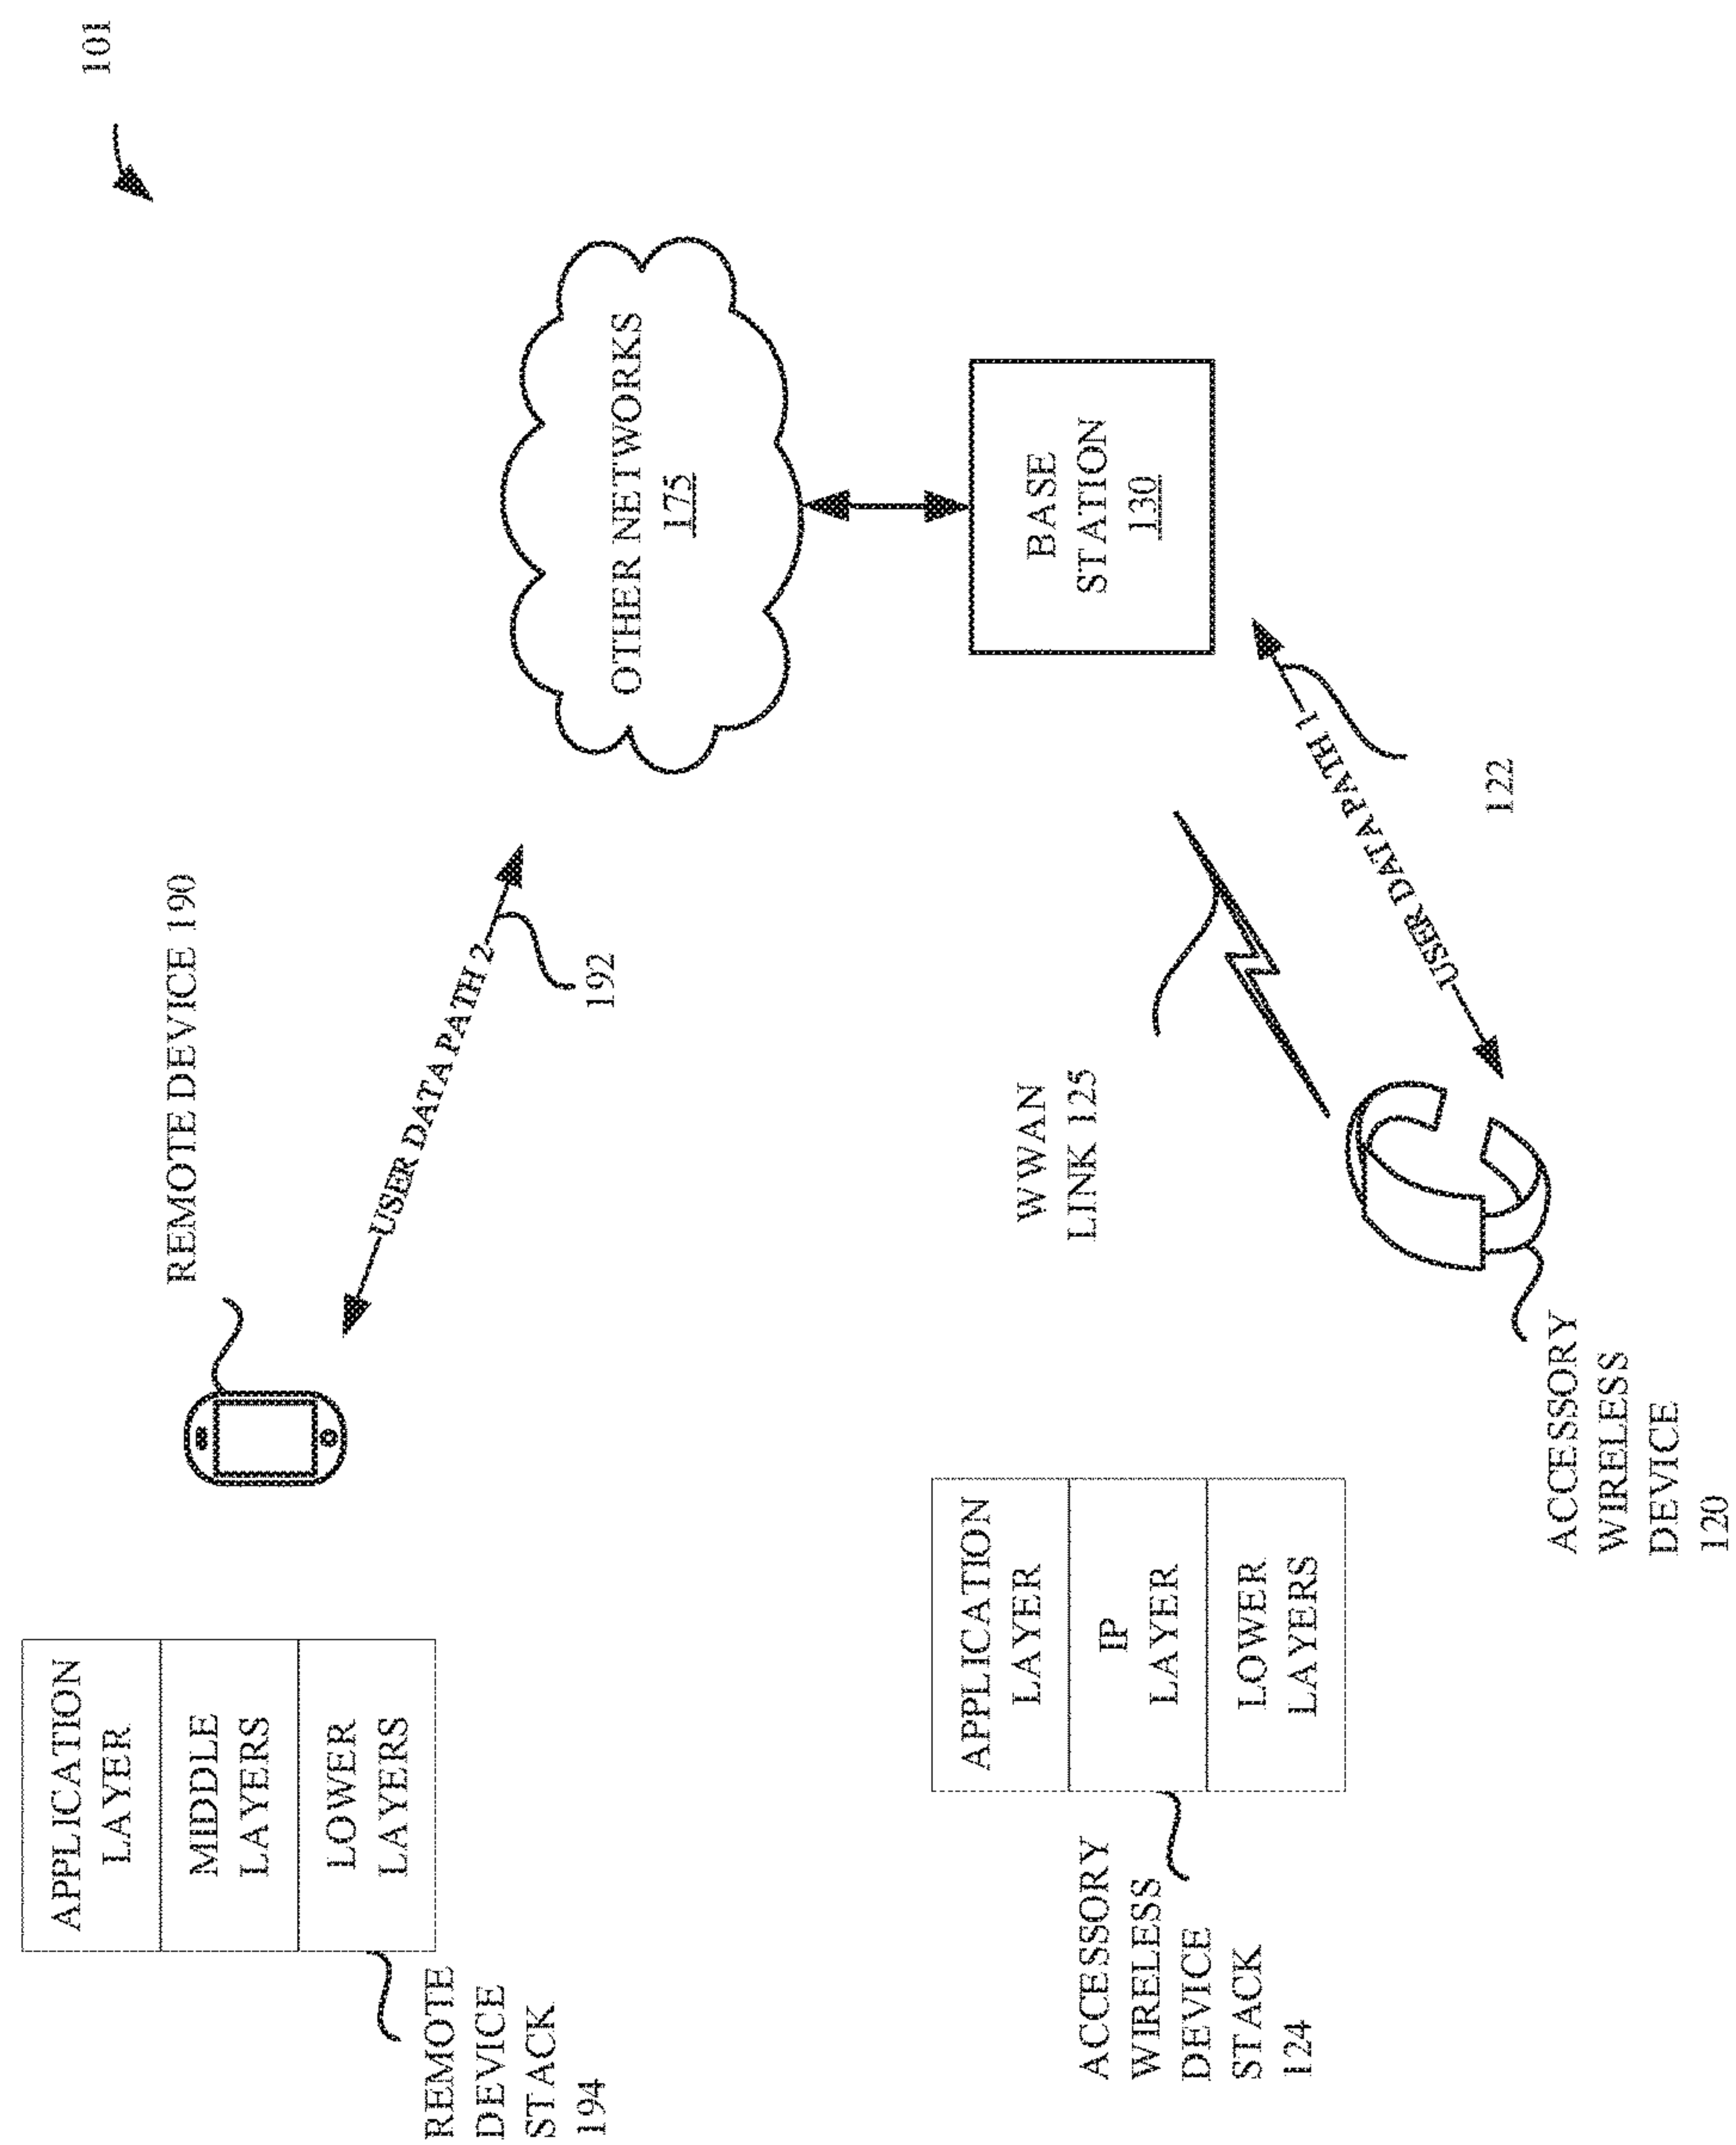 101
REMOTE DEVICE 190
USER DATA PATH 2
192
OTHER NETWORKS
175
APPLICATION
LAYER
MIDDLE
LAYERS
LOWER
LAYERS
REMOTE
DEVICE
STACK
194
BASE
STATION
130
WWAN
LINK 125
USER DATA PATH 1
122
APPLICATION
LAYER
IP
LAYER
LOWER
LAYERS
ACCESSORY
WIRELESS
DEVICE
STACK
124
ACCESSORY
WIRELESS
DEVICE
120